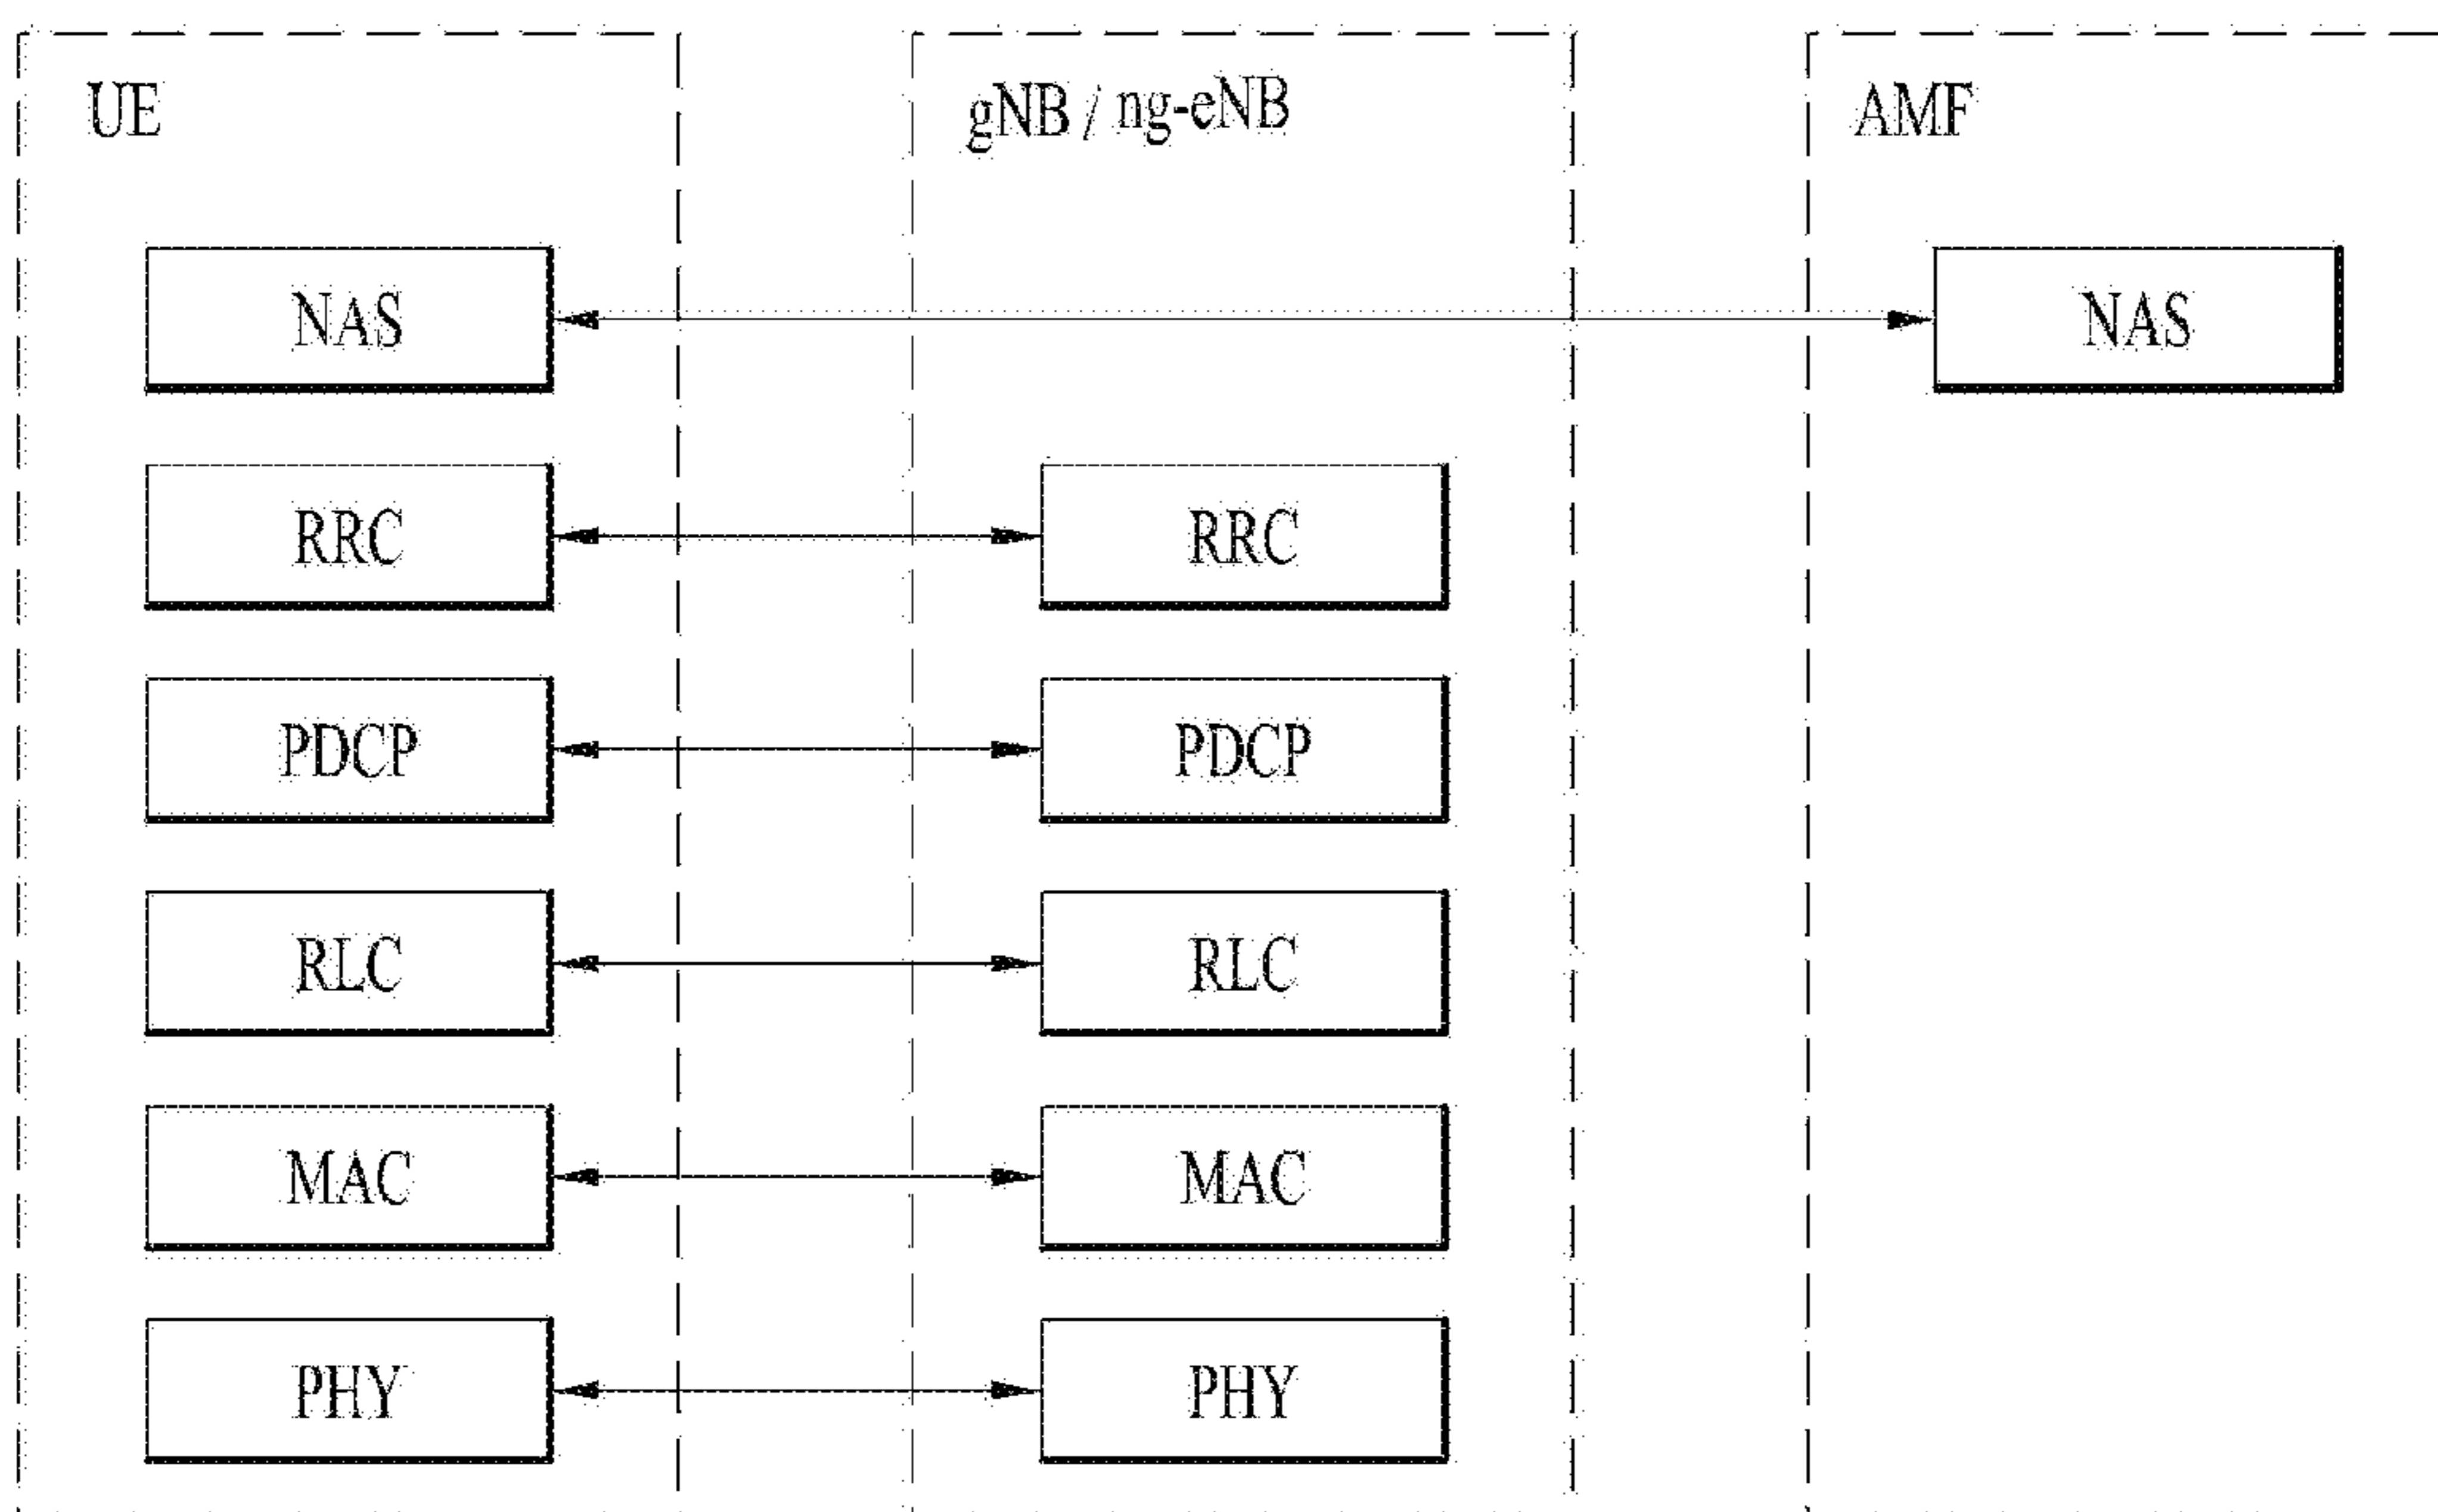 UE
gNB / ng-eNB
AMF
NAS
NAS
RRC
RRC
PDCP
PDCP
RLC
RLC
MAC
MAC
PHY
PHY